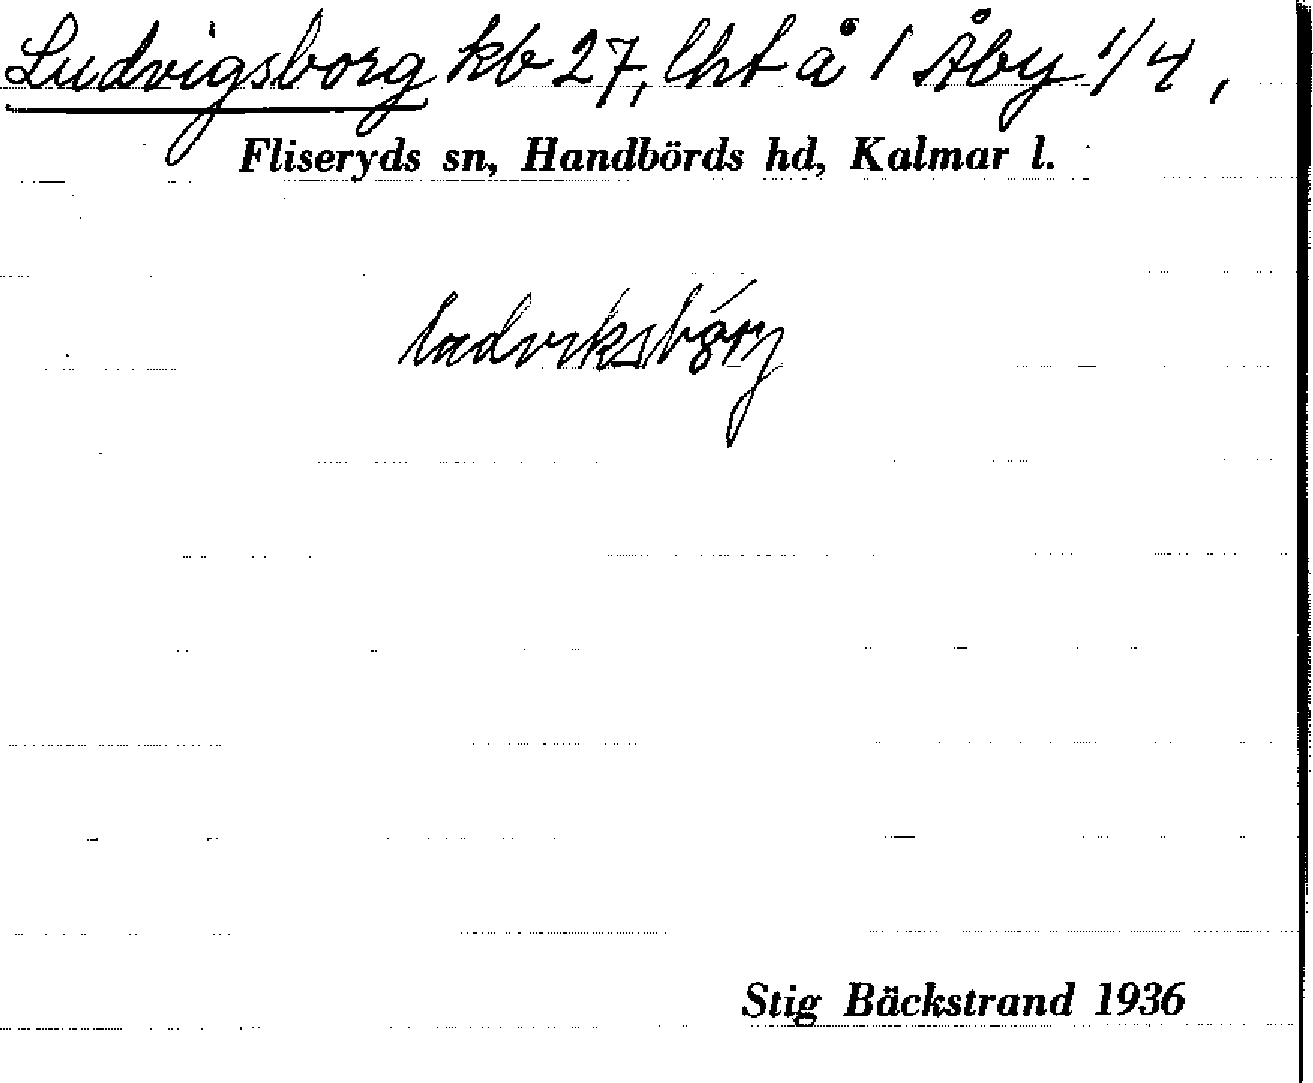 Ludvigsborg kb 27, lht å 1 Åby 1/4,
Fliseryds sn, Handbörds hd, Kalmar l.
Stig Bäckstrand 1936